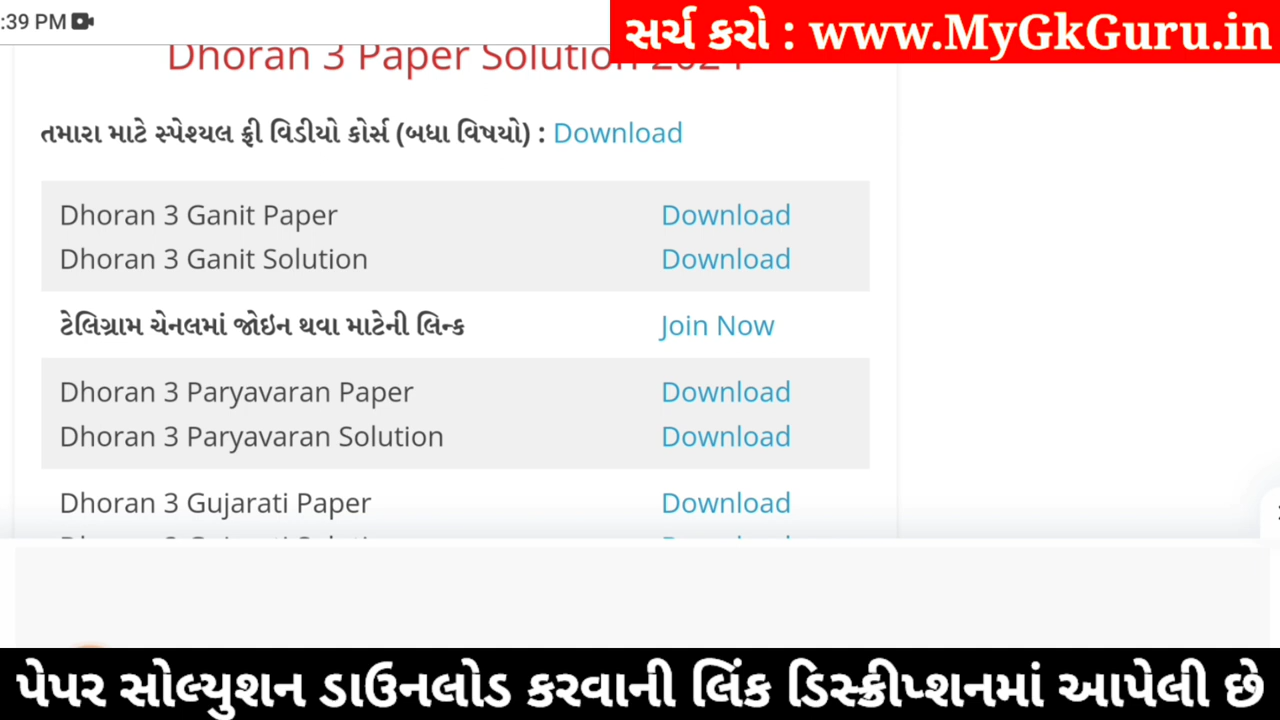 :39 PM
સર્ચ કરો : www.MyGkGuru.in
Dhoran 3 Paper Solution 2024
તમારા માટે સ્પેશ્યલ ફ્રી વિડીયો કોર્સ (બધા વિષયો) : Download
Dhoran 3 Ganit Paper Download
Dhoran 3 Ganit Solution Download
ટેલિગ્રામ ચેનલમાં જોઇન થવા માટેની લિન્ક Join Now
Dhoran 3 Paryavaran Paper Download
Dhoran 3 Paryavaran Solution Download
Dhoran 3 Gujarati Paper Download
પેપર સોલ્યુશન ડાઉનલોડ કરવાની લિંક ડિસ્ક્રીપ્શનમાં આપેલી છે